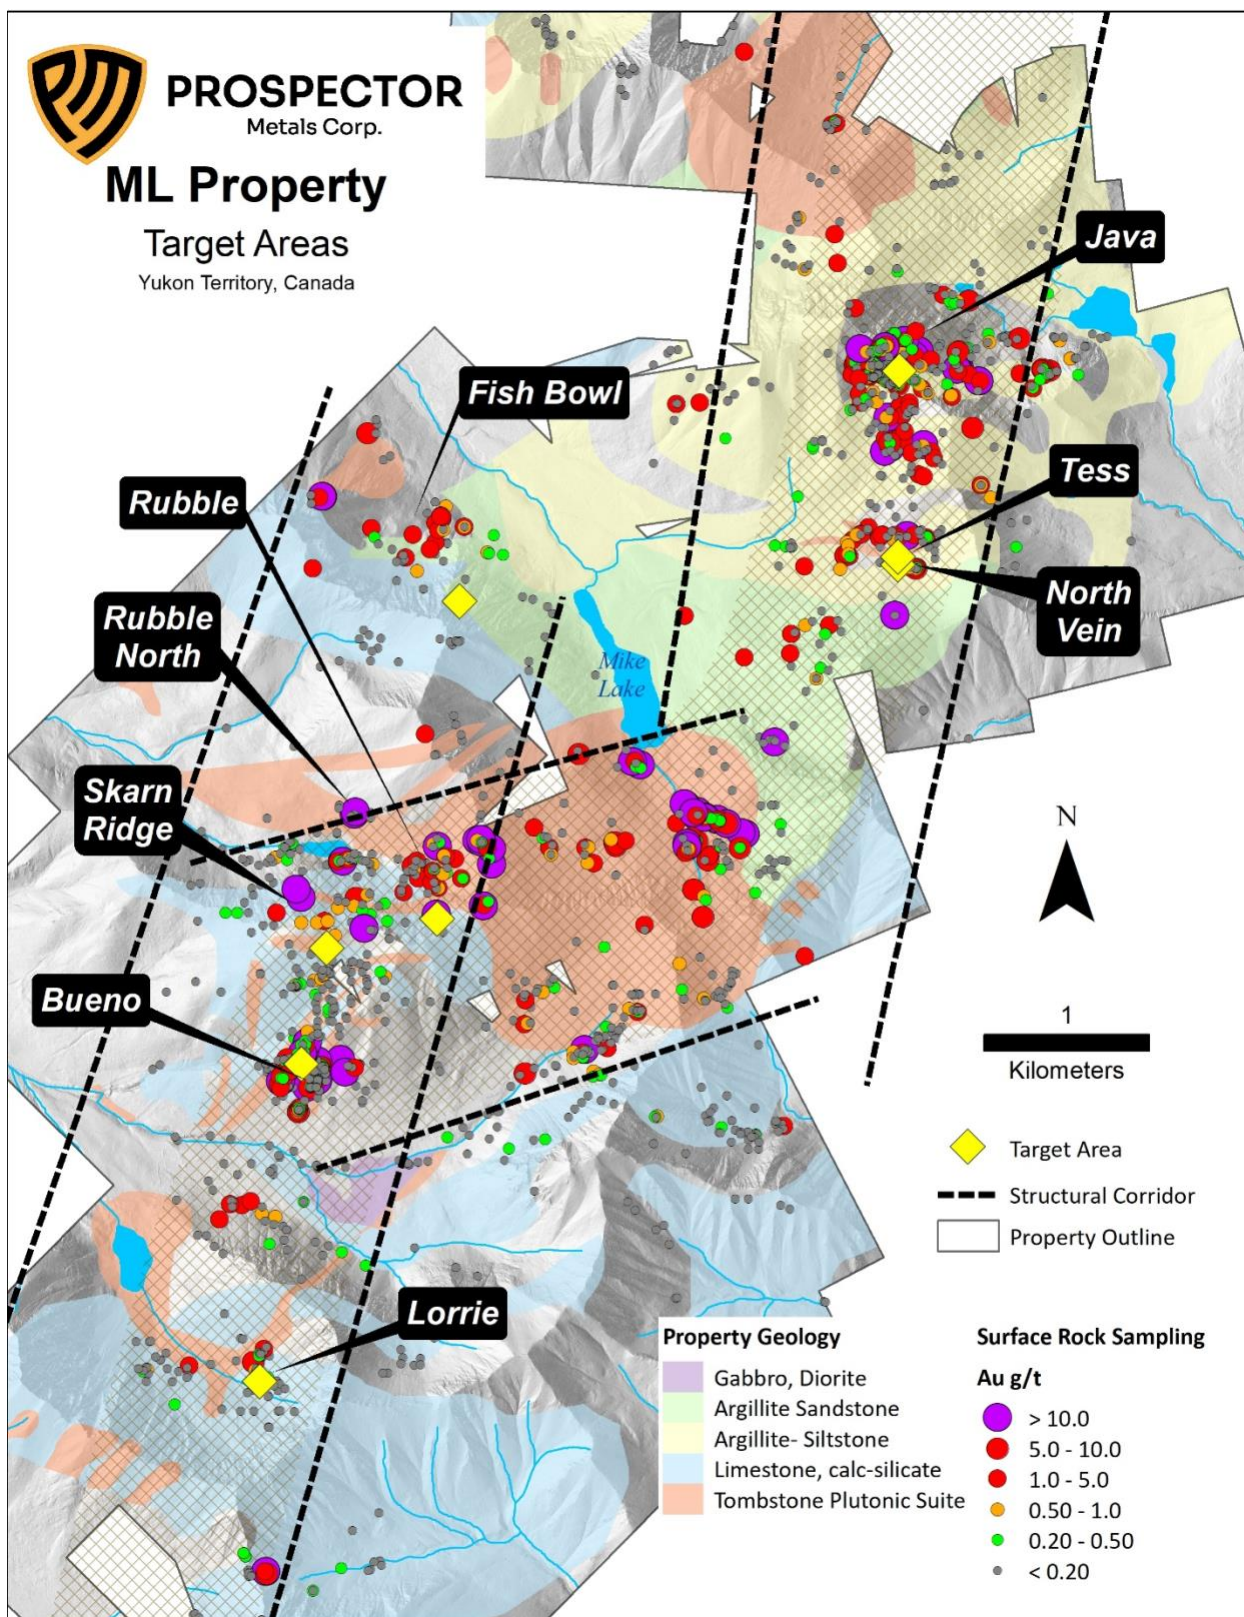 PROSPECTOR
Metals Corp.
ML Property
Target Areas
Yukon Territory, Canada
Java
Fish Bowl
Rubble
Tess
North
Vein
Rubble
North
Mike
Lake
Skarn
Ridge
Bueno
N
1
Kilometers
Target Area
Structural Corridor
Property Outline
Lorrie
Property Geology
Gabbro, Diorite
Argillite Sandstone
Argillite- Siltstone
Limestone, calc-silicate
Tombstone Plutonic Suite
Surface Rock Sampling
Au g/t
> 10.0
5.0 - 10.0
1.0 - 5.0
0.50 - 1.0
0.20 - 0.50
< 0.20